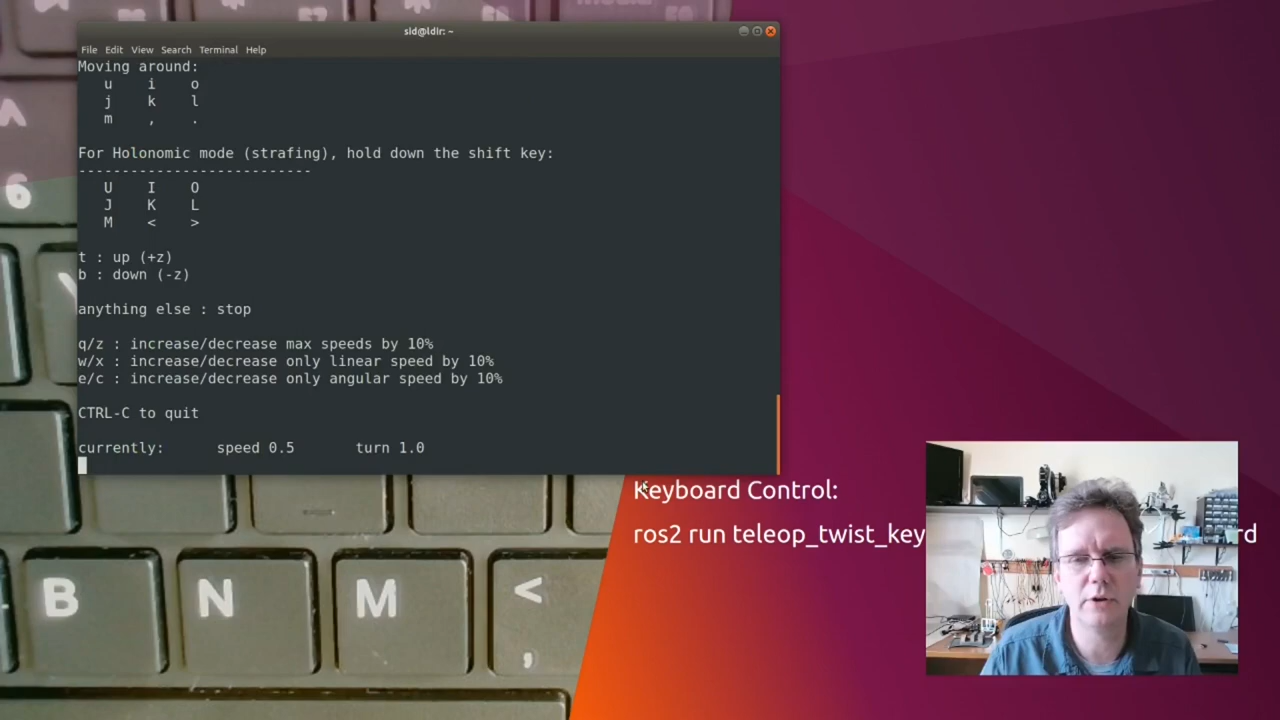 sid@ldir: ~
File Edit View Search Terminal Help
Moving around:
u i o
j k l
m , .
For Holonomic mode (strafing), hold down the shift key:
---------------------------
U I O
J K L
M < >
t : up (+z)
b : down (-z)
anything else : stop
q/z : increase/decrease max speeds by 10%
w/x : increase/decrease only linear speed by 10%
e/c : increase/decrease only angular speed by 10%
CTRL-C to quit
currently: speed 0.5 turn 1.0
Keyboard Control:
ros2 run teleop_twist_key rd
6
B N M <
,